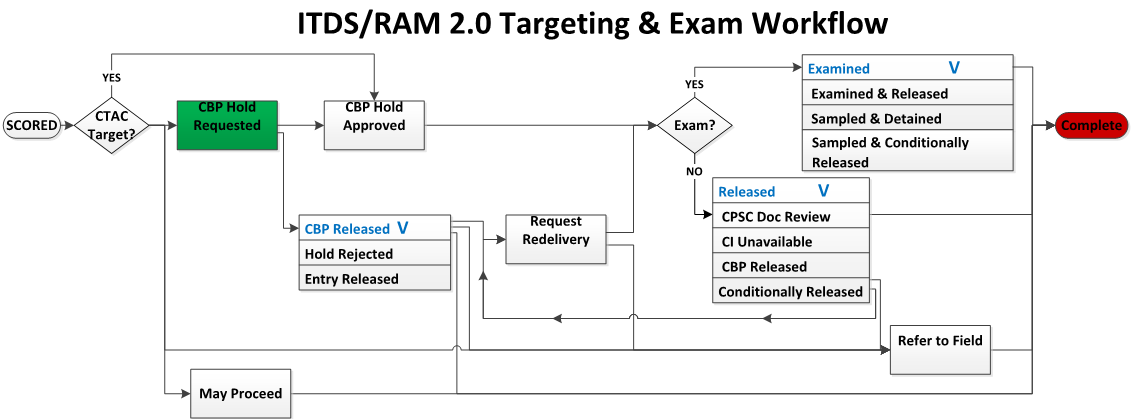 ITDS/RAM 2.0 Targeting & Exam Workflow
SCORED
CTAC
Target?
YES
CBP Hold
Requested
CBP Hold
Approved
CBP Released V
Hold Rejected
Entry Released
Request
Redelivery
Exam?
YES
NO
Examined V
Examined & Released
Sampled & Detained
Sampled & Conditionally
Released
Released V
CPSC Doc Review
CI Unavailable
CBP Released
Conditionally Released
Refer to Field
May Proceed
Complete